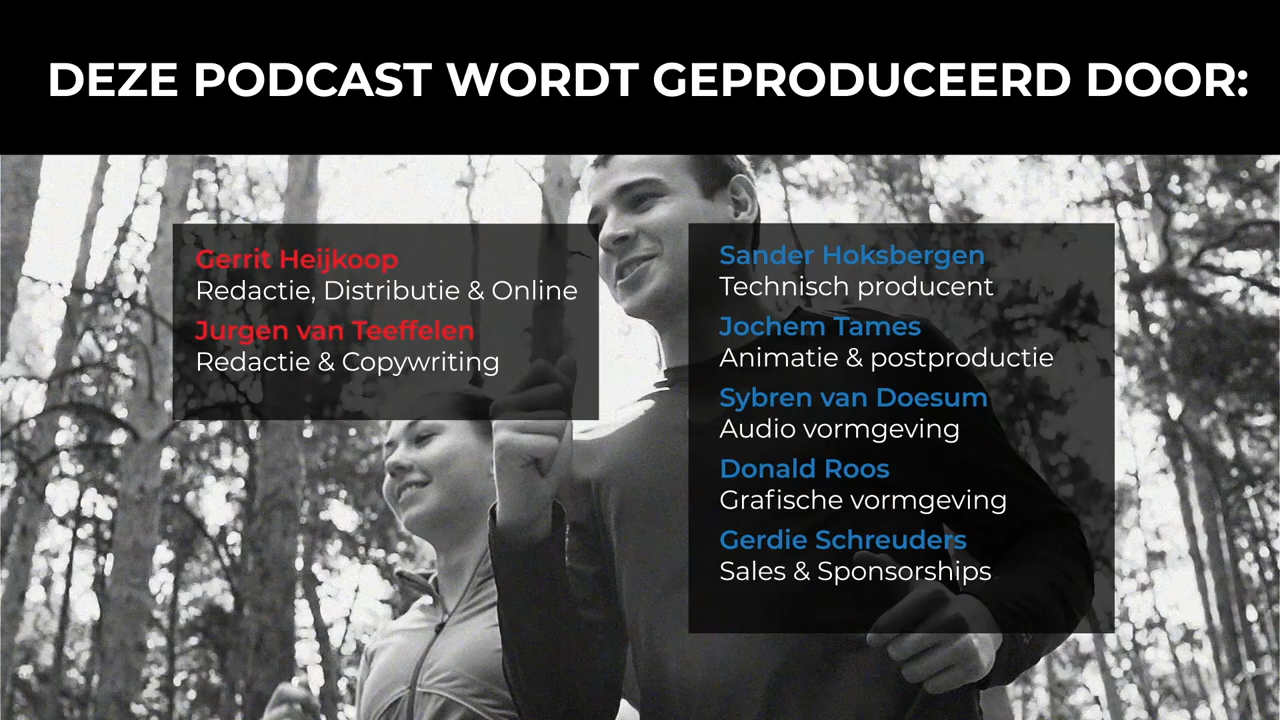 DEZE PODCAST WORDT GEPRODUCEERD DOOR:
Gerrit Heijkoop
Redactie, Distributie & Online
Jurgen van Teeffelen
Redactie & Copywriting
Sander Hoksbergen
Technisch producent
Jochem Tames
Animatie & postproductie
Sybren van Doesum
Audio vormgeving
Donald Roos
Grafische vormgeving
Gerdie Schreuders
Sales & Sponsorships